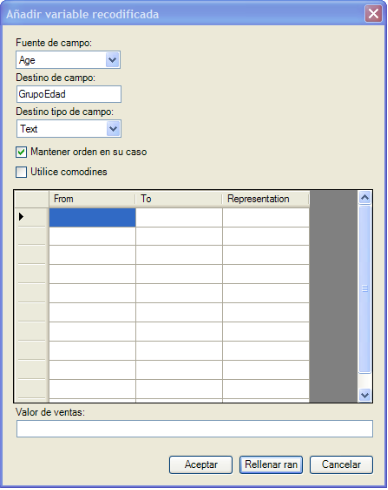 Añadir variable recodificada
Fuente de campo:
Age
Destino de campo:
GrupoEdad
Destino tipo de campo:
Text
Mantener orden en su caso
Utilice comodines
From To Representation
Valor de ventas:
Aceptar Rellenar ran Cancelar